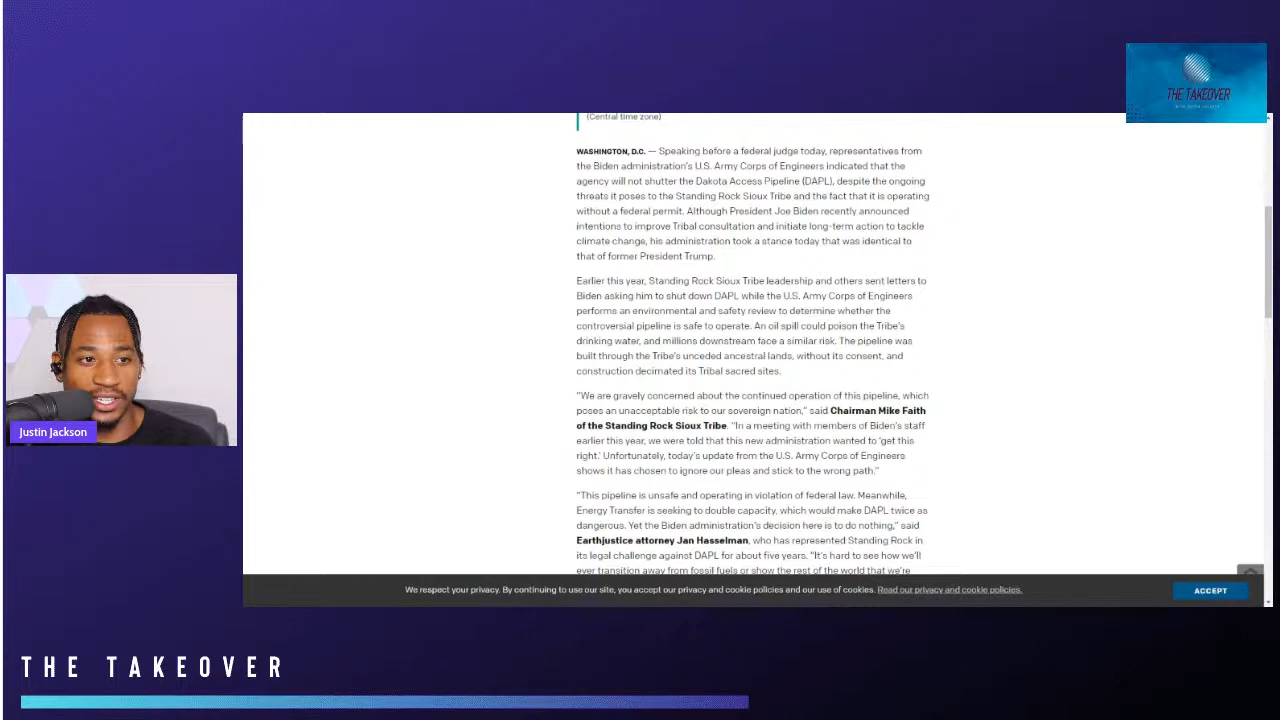 THE TAKEOVER
(Central time zone)
WASHINGTON, D.C. — Speaking before a federal judge today, representatives from
the Biden administration's U.S. Army Corps of Engineers indicated that the
agency will not shutter the Dakota Access Pipeline (DAPL), despite the ongoing
threats it poses to the Standing Rock Sioux Tribe and the fact that it is operating
without a federal permit. Although President Joe Biden recently announced
intentions to improve Tribal consultation and initiate long-term action to tackle
climate change, his administration took a stance today that was identical to
that of former President Trump.
Earlier this year, Standing Rock Sioux Tribe leadership and others sent letters to
Biden asking him to shut down DAPL while the U.S. Army Corps of Engineers
performs an environmental and safety review to determine whether the
controversial pipeline is safe to operate. An oil spill could poison the Tribe's
drinking water, and millions downstream face a similar risk. The pipeline was
built through the Tribe's unceded ancestral lands, without its consent, and
construction decimated its Tribal sacred sites.
"We are gravely concerned about the continued operation of this pipeline, which
poses an unacceptable risk to our sovereign nation," said Chairman Mike Faith
of the Standing Rock Sioux Tribe. "In a meeting with members of Biden's staff
earlier this year, we were told that this new administration wanted to 'get this
right.' Unfortunately, today's update from the U.S. Army Corps of Engineers
shows it has chosen to ignore our pleas and stick to the wrong path."
"This pipeline is unsafe and operating in violation of federal law. Meanwhile,
Energy Transfer is seeking to double capacity, which would make DAPL twice as
dangerous. Yet the Biden administration's decision here is to do nothing," said
Earthjustice attorney Jan Hasselman, who has represented Standing Rock in
its legal challenge against DAPL for about five years. "It's hard to see how we'll
ever transition away from fossil fuels or show the rest of the world that we're
We respect your privacy. By continuing to use our site, you accept our privacy and cookie policies and our use of cookies. Read our privacy and cookie policies.
ACCEPT
Justin Jackson
THE TAKEOVER